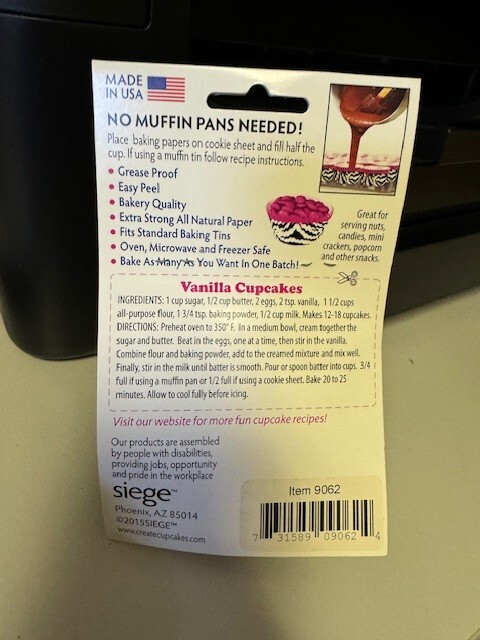 MADE
IN USA
NO MUFFIN PANS NEEDED!
Place baking papers on cookie sheet and fill half the
cup. If using a muffin tin follow recipe instructions.
• Grease Proof
• Easy Peel
• Bakery Quality
• Extra Strong All Natural Paper
• Fits Standard Baking Tins
• Oven, Microwave and Freezer Safe
• Bake As Many As You Want In One Batch!
Great for
serving nuts,
candies, mini
crackers, popcorn
and other snacks.
Vanilla Cupcakes
INGREDIENTS: 1 cup sugar, 1/2 cup butter, 2 eggs, 2 tsp. vanilla, 1 1/2 cups
all-purpose flour, 1 3/4 tsp. baking powder, 1/2 cup milk. Makes 12-18 cupcakes.
DIRECTIONS: Preheat oven to 350° F. In a medium bowl, cream together the
sugar and butter. Beat in the eggs, one at a time, then stir in the vanilla.
Combine flour and baking powder, add to the creamed mixture and mix well.
Finally, stir in the milk until batter is smooth. Pour or spoon batter into cups. 3/4
full if using a muffin pan or 1/2 full if using a cookie sheet. Bake 20 to 25
minutes. Allow to cool fully before icing.
Visit our website for more fun cupcake recipes!
Our products are assembled
by people with disabilities,
providing jobs, opportunity
and pride in the workplace
siege™
Phoenix, AZ 85014
©2015SIEGE™
www.createcupcakes.com
Item 9062
7 31589 09062 4